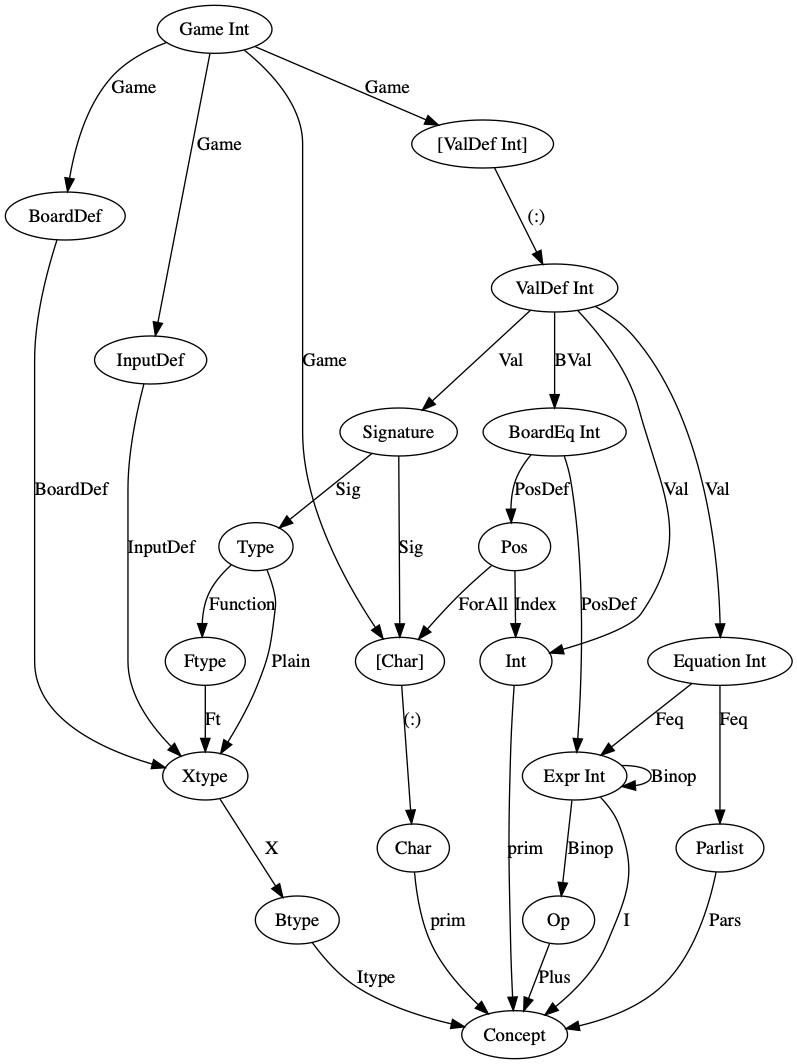 Game Int
Game
Game
[ValDef Int]
Game
BoardDef
(:)
ValDef Int
InputDef
Game
Val
BVal
Signature
BoardEq Int
BoardDef
Sig
PosDef
Val
Val
InputDef
Type
Sig
Pos
Function
ForAll
Index
PosDef
Ftype
Plain
[Char]
Int
Equation Int
Ft
(:)
Feq
Feq
Xtype
Expr Int
Binop
X
Char
prim
Binop
Parlist
Btype
prim
Op
I
Pars
Itype
Plus
Concept